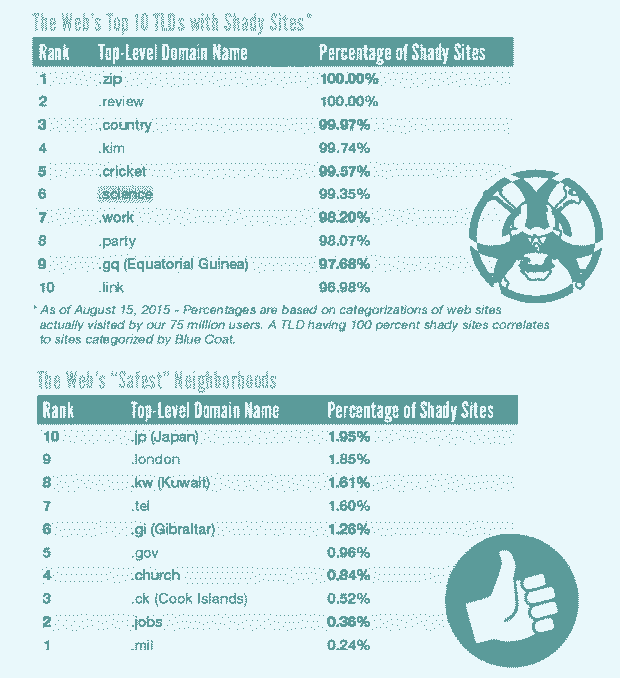 The Web's Top 10 TLDs with Shady Sites*
Rank Top-Level Domain Name Percentage of Shady Sites
1 .zip 100.00%
2 .review 100.00%
3 .country 99.97%
4 .kim 99.74%
5 .cricket 99.57%
6 .science 99.35%
7 .work 98.20%
8 .party 98.07%
9 .gq (Equatorial Guinea) 97.68%
10 .link 96.98%
* As of August 15, 2015 - Percentages are based on categorizations of web sites
actually visited by our 75 million users. A TLD having 100 percent shady sites correlates
to sites categorized by Blue Coat.
The Web's "Safest" Neighborhoods
Rank Top-Level Domain Name Percentage of Shady Sites
10 .jp (Japan) 1.95%
9 .london 1.85%
8 .kw (Kuwait) 1.61%
7 .tel 1.60%
6 .gi (Gibraltar) 1.26%
5 .gov 0.96%
4 .church 0.84%
3 .ck (Cook Islands) 0.52%
2 .jobs 0.36%
1 .mil 0.24%